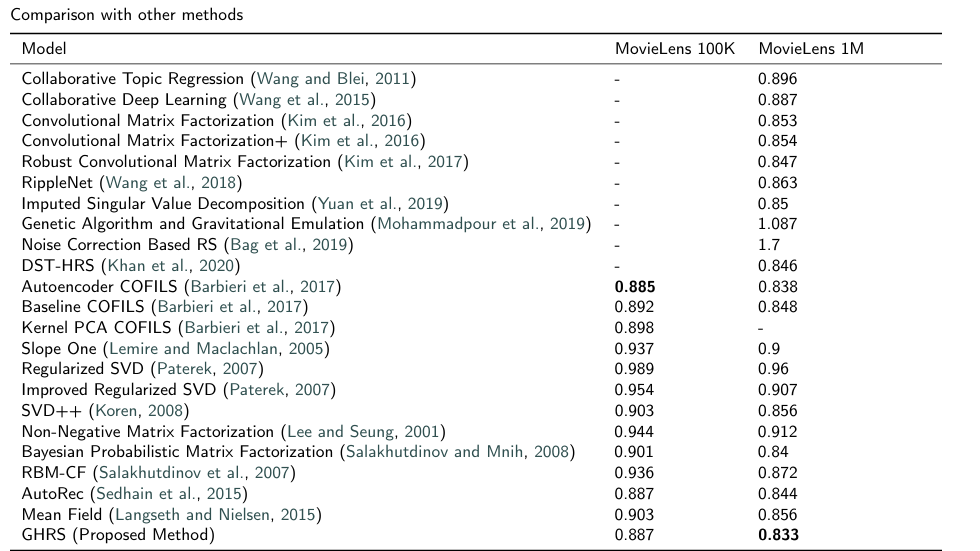 Comparison with other methods
Model MovieLens 100K MovieLens 1M
Collaborative Topic Regression (Wang and Blei, 2011) - 0.896
Collaborative Deep Learning (Wang et al., 2015) - 0.887
Convolutional Matrix Factorization (Kim et al., 2016) - 0.853
Convolutional Matrix Factorization+ (Kim et al., 2016) - 0.854
Robust Convolutional Matrix Factorization (Kim et al., 2017) - 0.847
RippleNet (Wang et al., 2018) - 0.863
Imputed Singular Value Decomposition (Yuan et al., 2019) - 0.85
Genetic Algorithm and Gravitational Emulation (Mohammadpour et al., 2019) - 1.087
Noise Correction Based RS (Bag et al., 2019) - 1.7
DST-HRS (Khan et al., 2020) - 0.846
Autoencoder COFILS (Barbieri et al., 2017) 0.885 0.838
Baseline COFILS (Barbieri et al., 2017) 0.892 0.848
Kernel PCA COFILS (Barbieri et al., 2017) 0.898 -
Slope One (Lemire and Maclachlan, 2005) 0.937 0.9
Regularized SVD (Paterek, 2007) 0.989 0.96
Improved Regularized SVD (Paterek, 2007) 0.954 0.907
SVD++ (Koren, 2008) 0.903 0.856
Non-Negative Matrix Factorization (Lee and Seung, 2001) 0.944 0.912
Bayesian Probabilistic Matrix Factorization (Salakhutdinov and Mnih, 2008) 0.901 0.84
RBM-CF (Salakhutdinov et al., 2007) 0.936 0.872
AutoRec (Sedhain et al., 2015) 0.887 0.844
Mean Field (Langseth and Nielsen, 2015) 0.903 0.856
GHRS (Proposed Method) 0.887 0.833